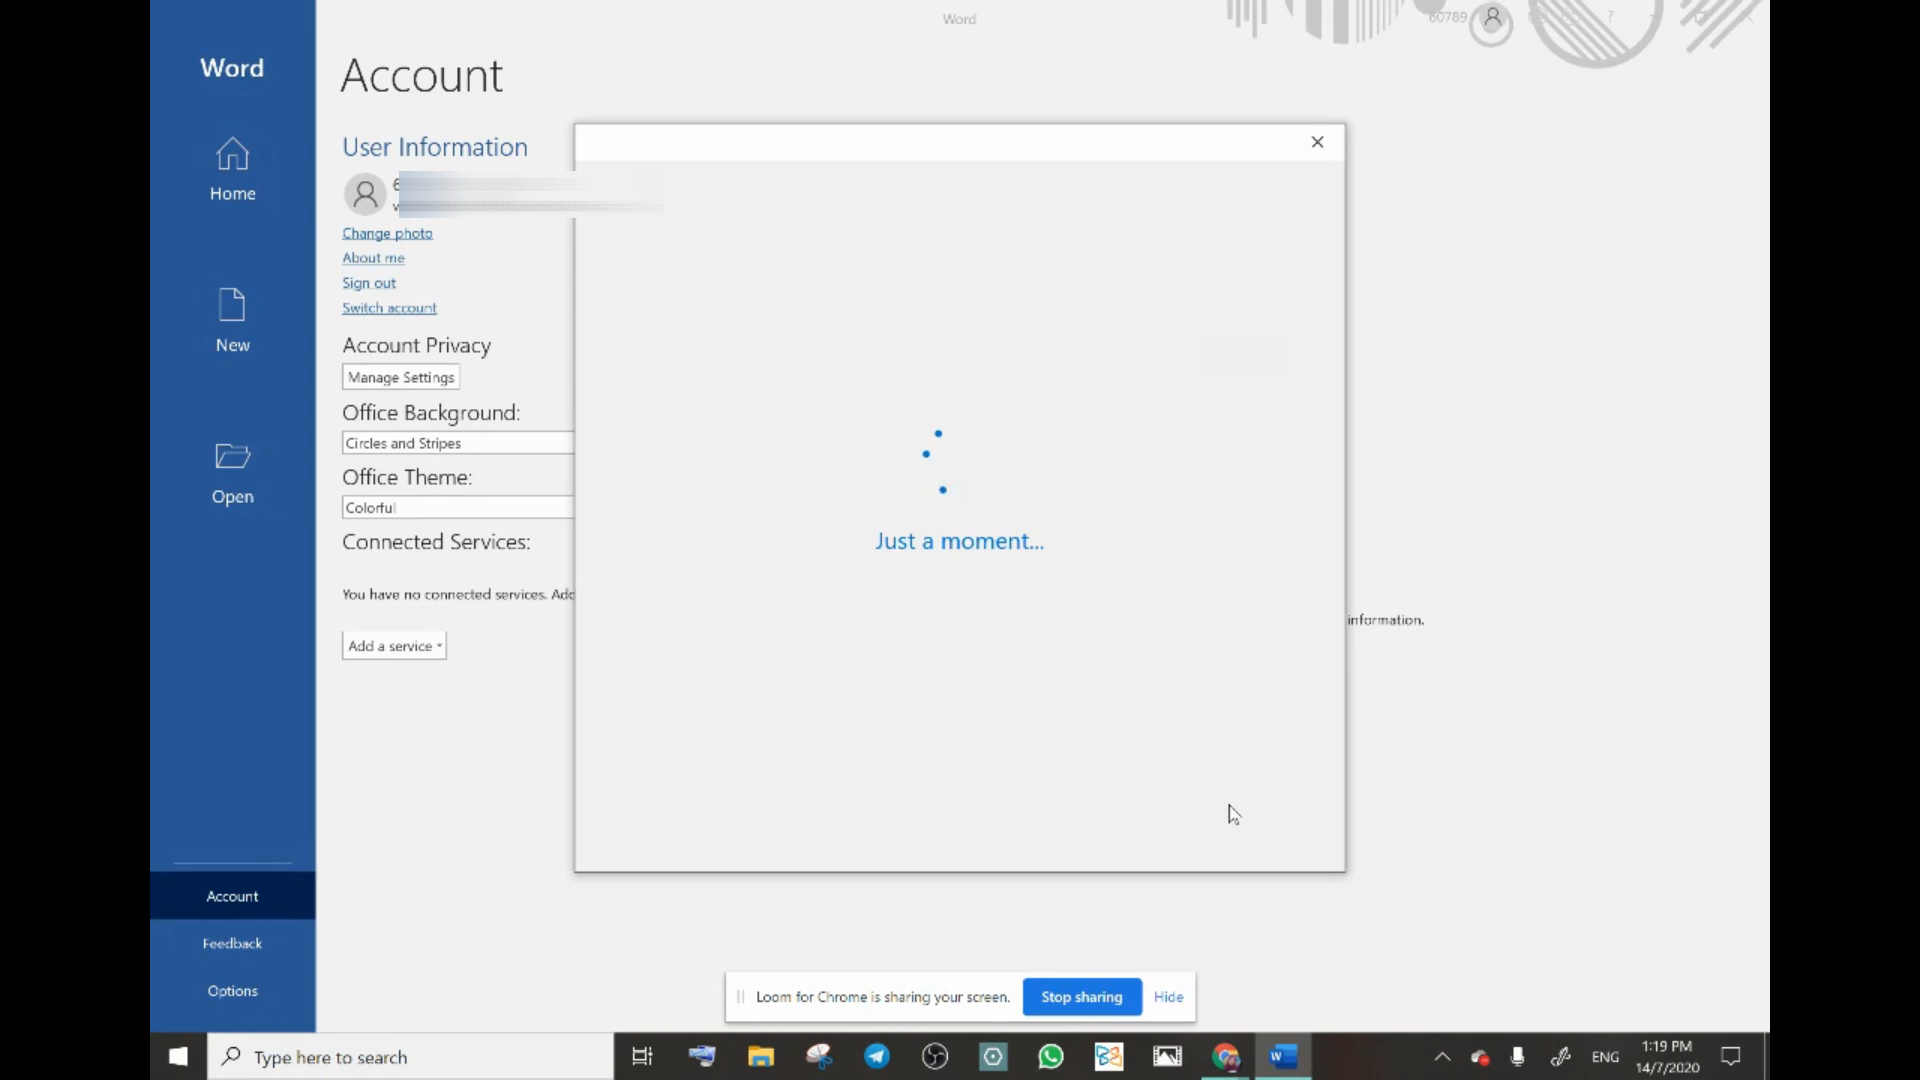 Word
60789
?
Word
Account
Home
New
Open
User Information
Change photo
About me
Sign out
Switch account
Account Privacy
Manage Settings
Office Background:
Circles and Stripes
Office Theme:
Colorful
Connected Services:
You have no connected services. Add
information.
Add a service
Just a moment...
Account
Feedback
Options
Loom for Chrome is sharing your screen.
Stop sharing
Hide
Type here to search
ENG
1:19 PM
14/7/2020